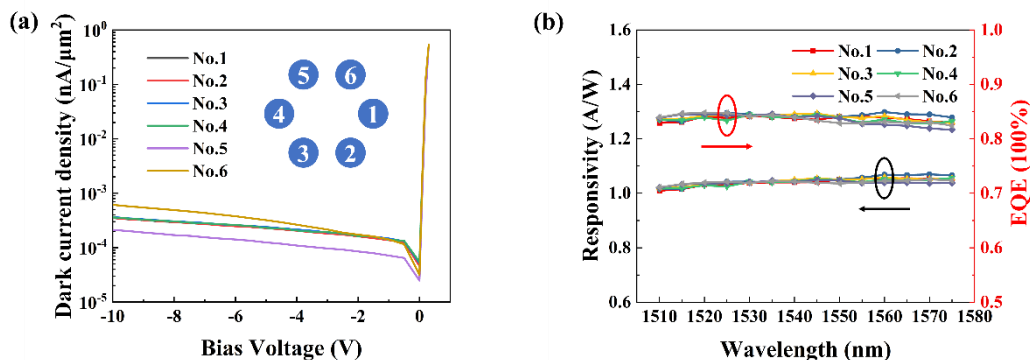 (a)
Dark current density (nA/μm²)
10⁰
10⁻¹
10⁻²
10⁻³
10⁻⁴
10⁻⁵
No.1
No.2
No.3
No.4
No.5
No.6
5 6
4 1
3 2
-10 -8 -6 -4 -2 0
Bias Voltage (V)
(b)
Responsivity (A/W)
1.6
1.4
1.2
1.0
0.8
0.6
No.1 No.2
No.3 No.4
No.5 No.6
1.0
0.9
0.8
0.7
0.6
0.5
EQE (100%)
1510 1520 1530 1540 1550 1560 1570 1580
Wavelength (nm)